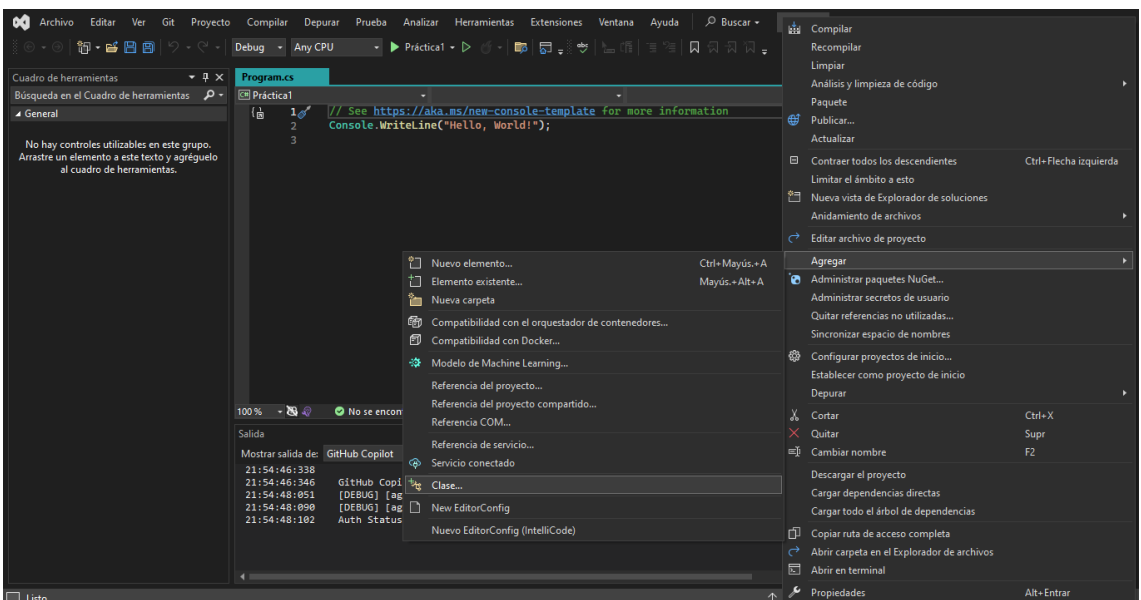 Archivo Editar Ver Git Proyecto Compilar Depurar Prueba Analizar Herramientas Extensiones Ventana Ayuda Buscar
Debug Any CPU Práctica1
Cuadro de herramientas
Búsqueda en el Cuadro de herramientas
General
No hay controles utilizables en este grupo.
Arrastre un elemento a este texto y agréguelo
al cuadro de herramientas.
Program.cs
Práctica1
1 // See https://aka.ms/new-console-template for more information
2 Console.WriteLine("Hello, World!");
3
100 % No se encon
Salida
Mostrar salida de: GitHub Copilot
21:54:46:338
21:54:46:346 GitHub Copi
21:54:48:051 [DEBUG] [ag
21:54:48:090 [DEBUG] [ag
21:54:48:102 Auth Status
Listo
Nuevo elemento... Ctrl+Mayús.+A
Elemento existente... Mayús.+Alt+A
Nueva carpeta
Compatibilidad con el orquestador de contenedores...
Compatibilidad con Docker...
Modelo de Machine Learning...
Referencia del proyecto...
Referencia del proyecto compartido...
Referencia COM...
Referencia de servicio...
Servicio conectado
Clase...
New EditorConfig
Nuevo EditorConfig (IntelliCode)
Compilar
Recompilar
Limpiar
Análisis y limpieza de código
Paquete
Publicar...
Actualizar
Contraer todos los descendientes Ctrl+Flecha izquierda
Limitar el ámbito a esto
Nueva vista de Explorador de soluciones
Anidamiento de archivos
Editar archivo de proyecto
Agregar
Administrar paquetes NuGet...
Administrar secretos de usuario
Quitar referencias no utilizadas...
Sincronizar espacio de nombres
Configurar proyectos de inicio...
Establecer como proyecto de inicio
Depurar
Cortar Ctrl+X
Quitar Supr
Cambiar nombre F2
Descargar el proyecto
Cargar dependencias directas
Cargar todo el árbol de dependencias
Copiar ruta de acceso completa
Abrir carpeta en el Explorador de archivos
Abrir en terminal
Propiedades Alt+Entrar